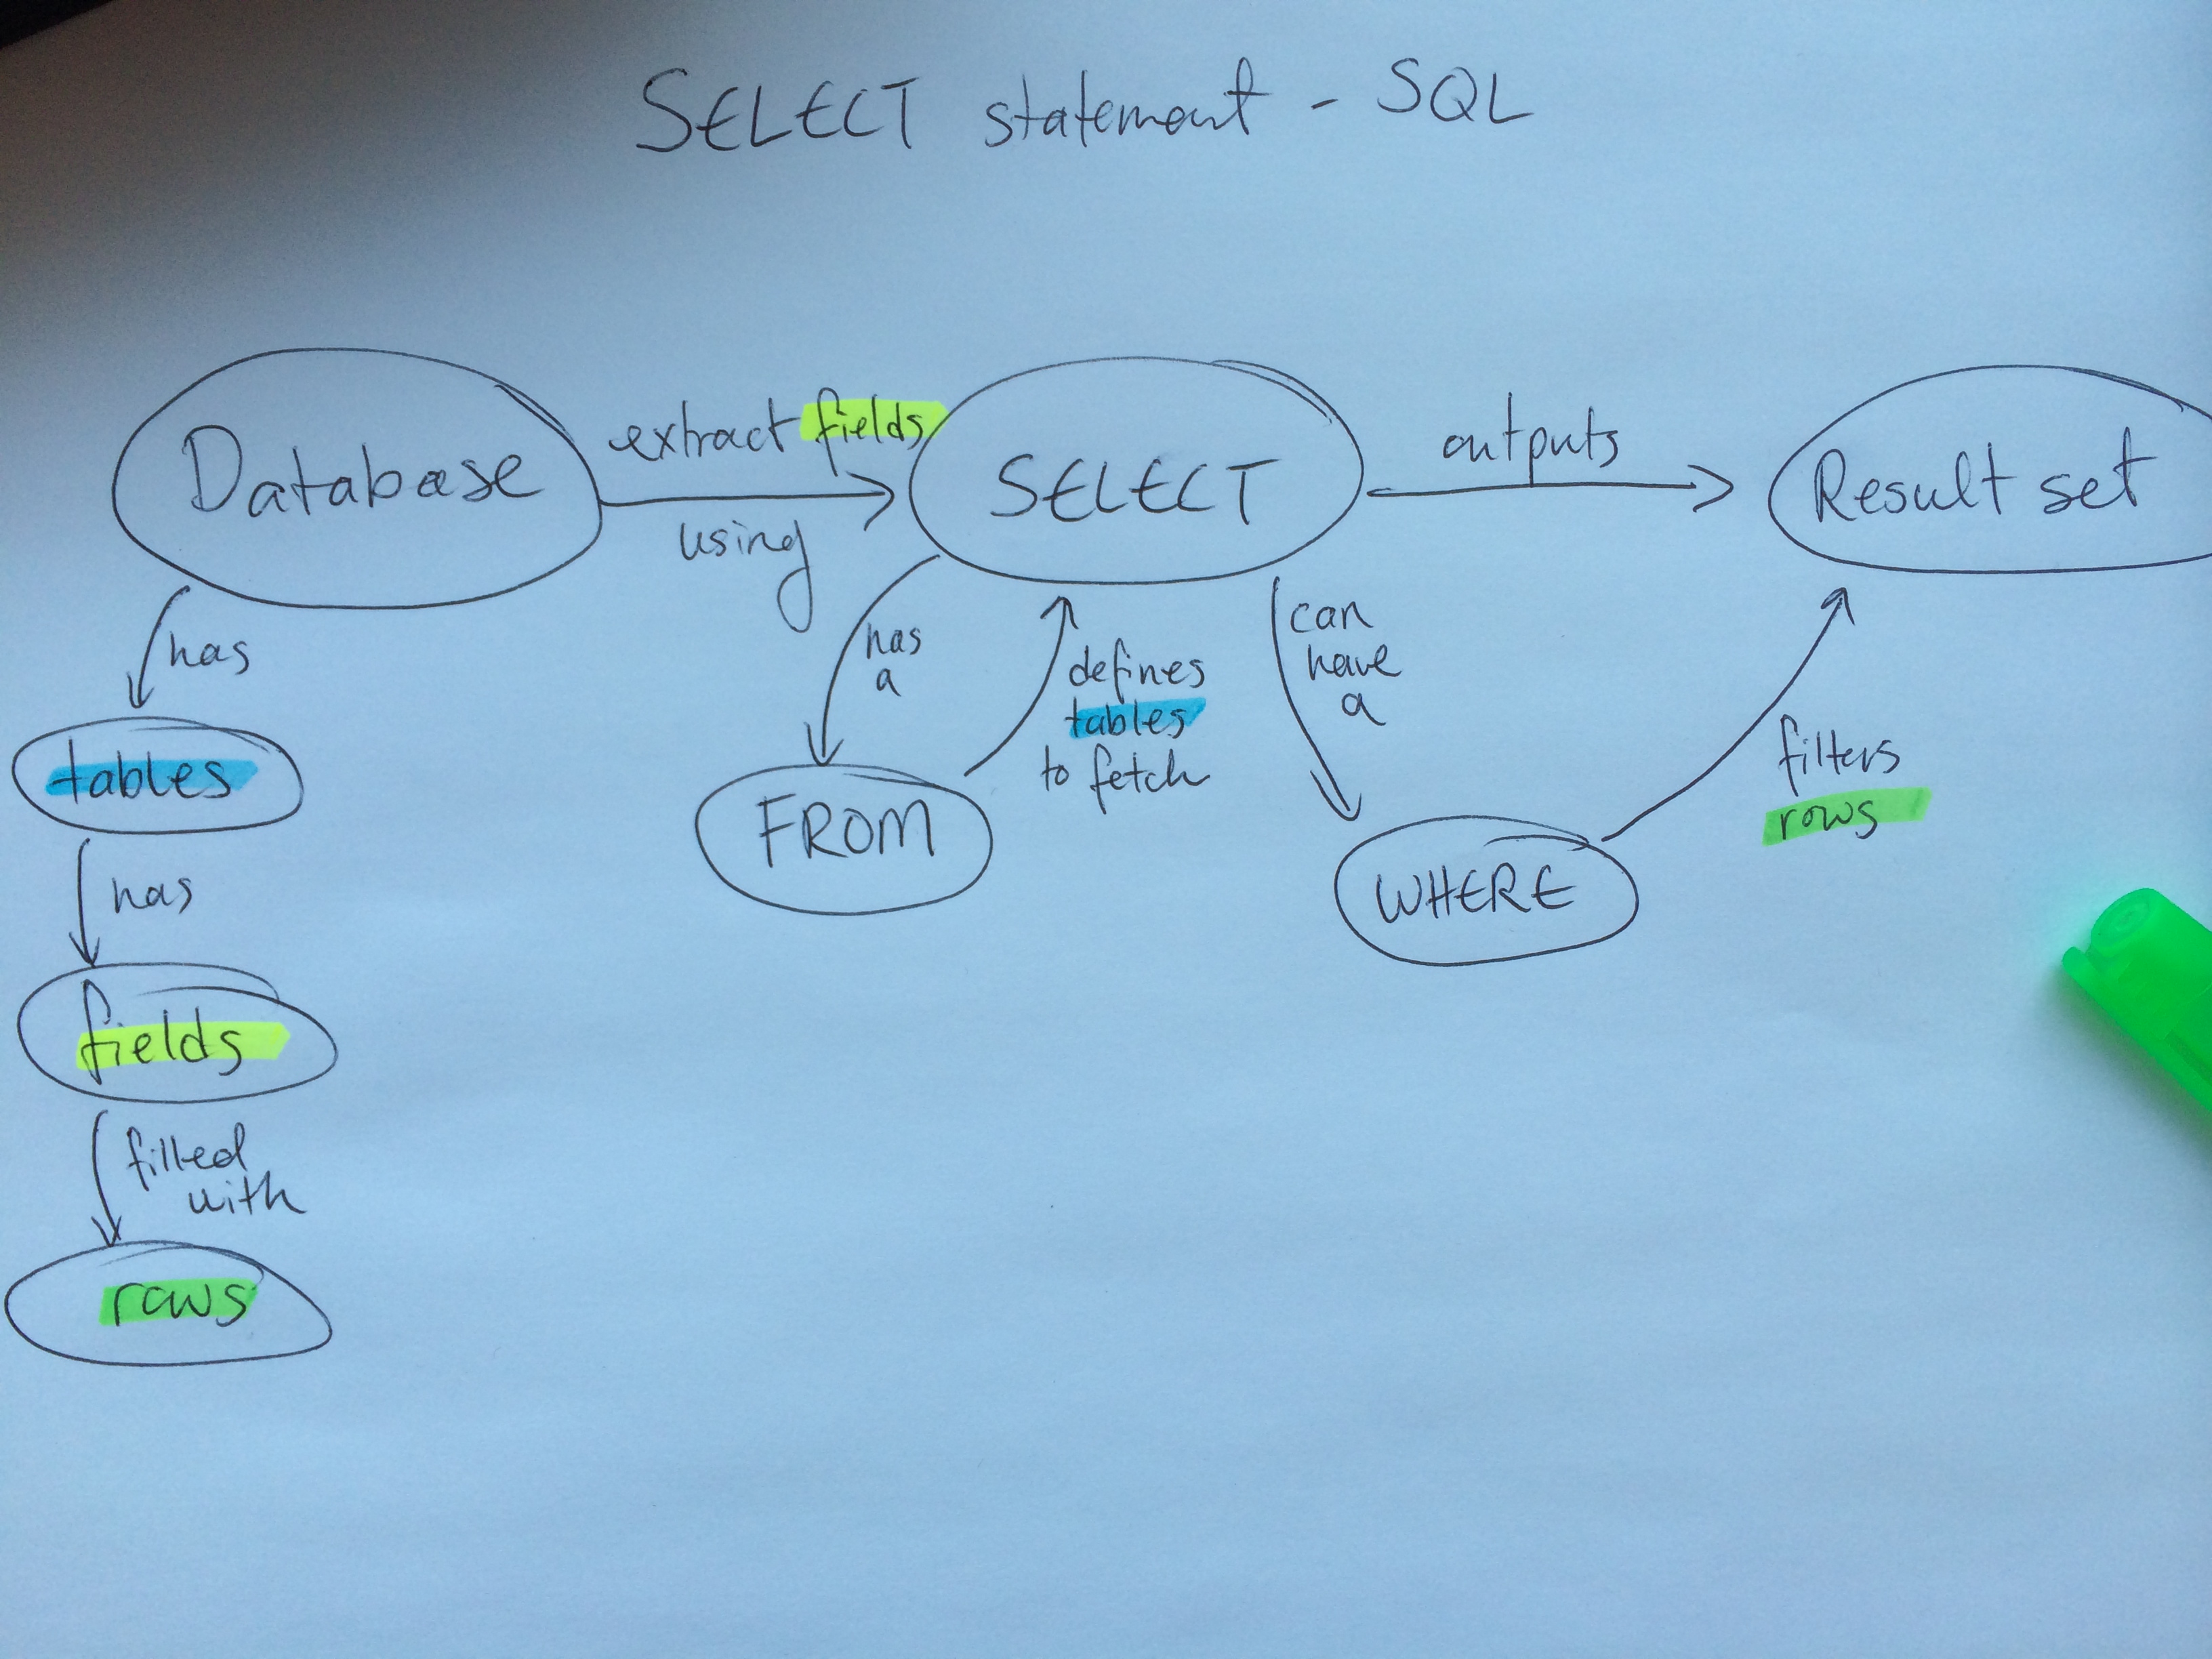 SELECT statement - SQL
Database
extract fields
using
SELECT
outputs
Result set
has
tables
has
fields
filled
with
rows
has
a
FROM
defines
tables
to fetch
can
have
a
WHERE
filters
rows